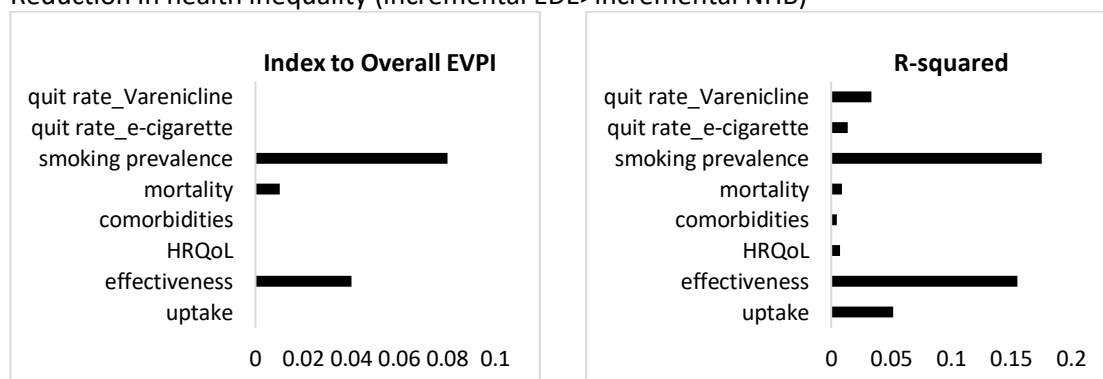 Reduction in health inequality (incremental EDE>incremental NHB)
Index to Overall EVPI
quit rate_Varenicline
quit rate_e-cigarette
smoking prevalence
mortality
comorbidities
HRQoL
effectiveness
uptake
0 0.02 0.04 0.06 0.08 0.1
R-squared
quit rate_Varenicline
quit rate_e-cigarette
smoking prevalence
mortality
comorbidities
HRQoL
effectiveness
uptake
0 0.05 0.1 0.15 0.2